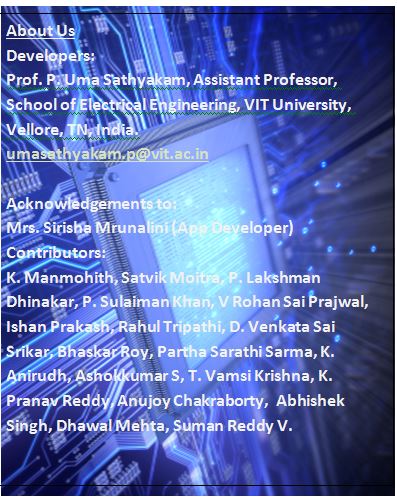 About Us
Developers:
Prof. P. Uma Sathyakam, Assistant Professor,
School of Electrical Engineering, VIT University,
Vellore, TN, India.
umasathyakam.p@vit.ac.in
Acknowledgements to:
Mrs. Sirisha Mrunalini (App Developer)
Contributors:
K. Manmohith, Satvik Moitra, P. Lakshman
Dhinakar, P. Sulaiman Khan, V Rohan Sai Prajwal,
Ishan Prakash, Rahul Tripathi, D. Venkata Sai
Srikar, Bhaskar Roy, Partha Sarathi Sarma, K.
Anirudh, Ashokkumar S, T. Vamsi Krishna, K.
Pranav Reddy, Anujoy Chakraborty, Abhishek
Singh, Dhawal Mehta, Suman Reddy V.